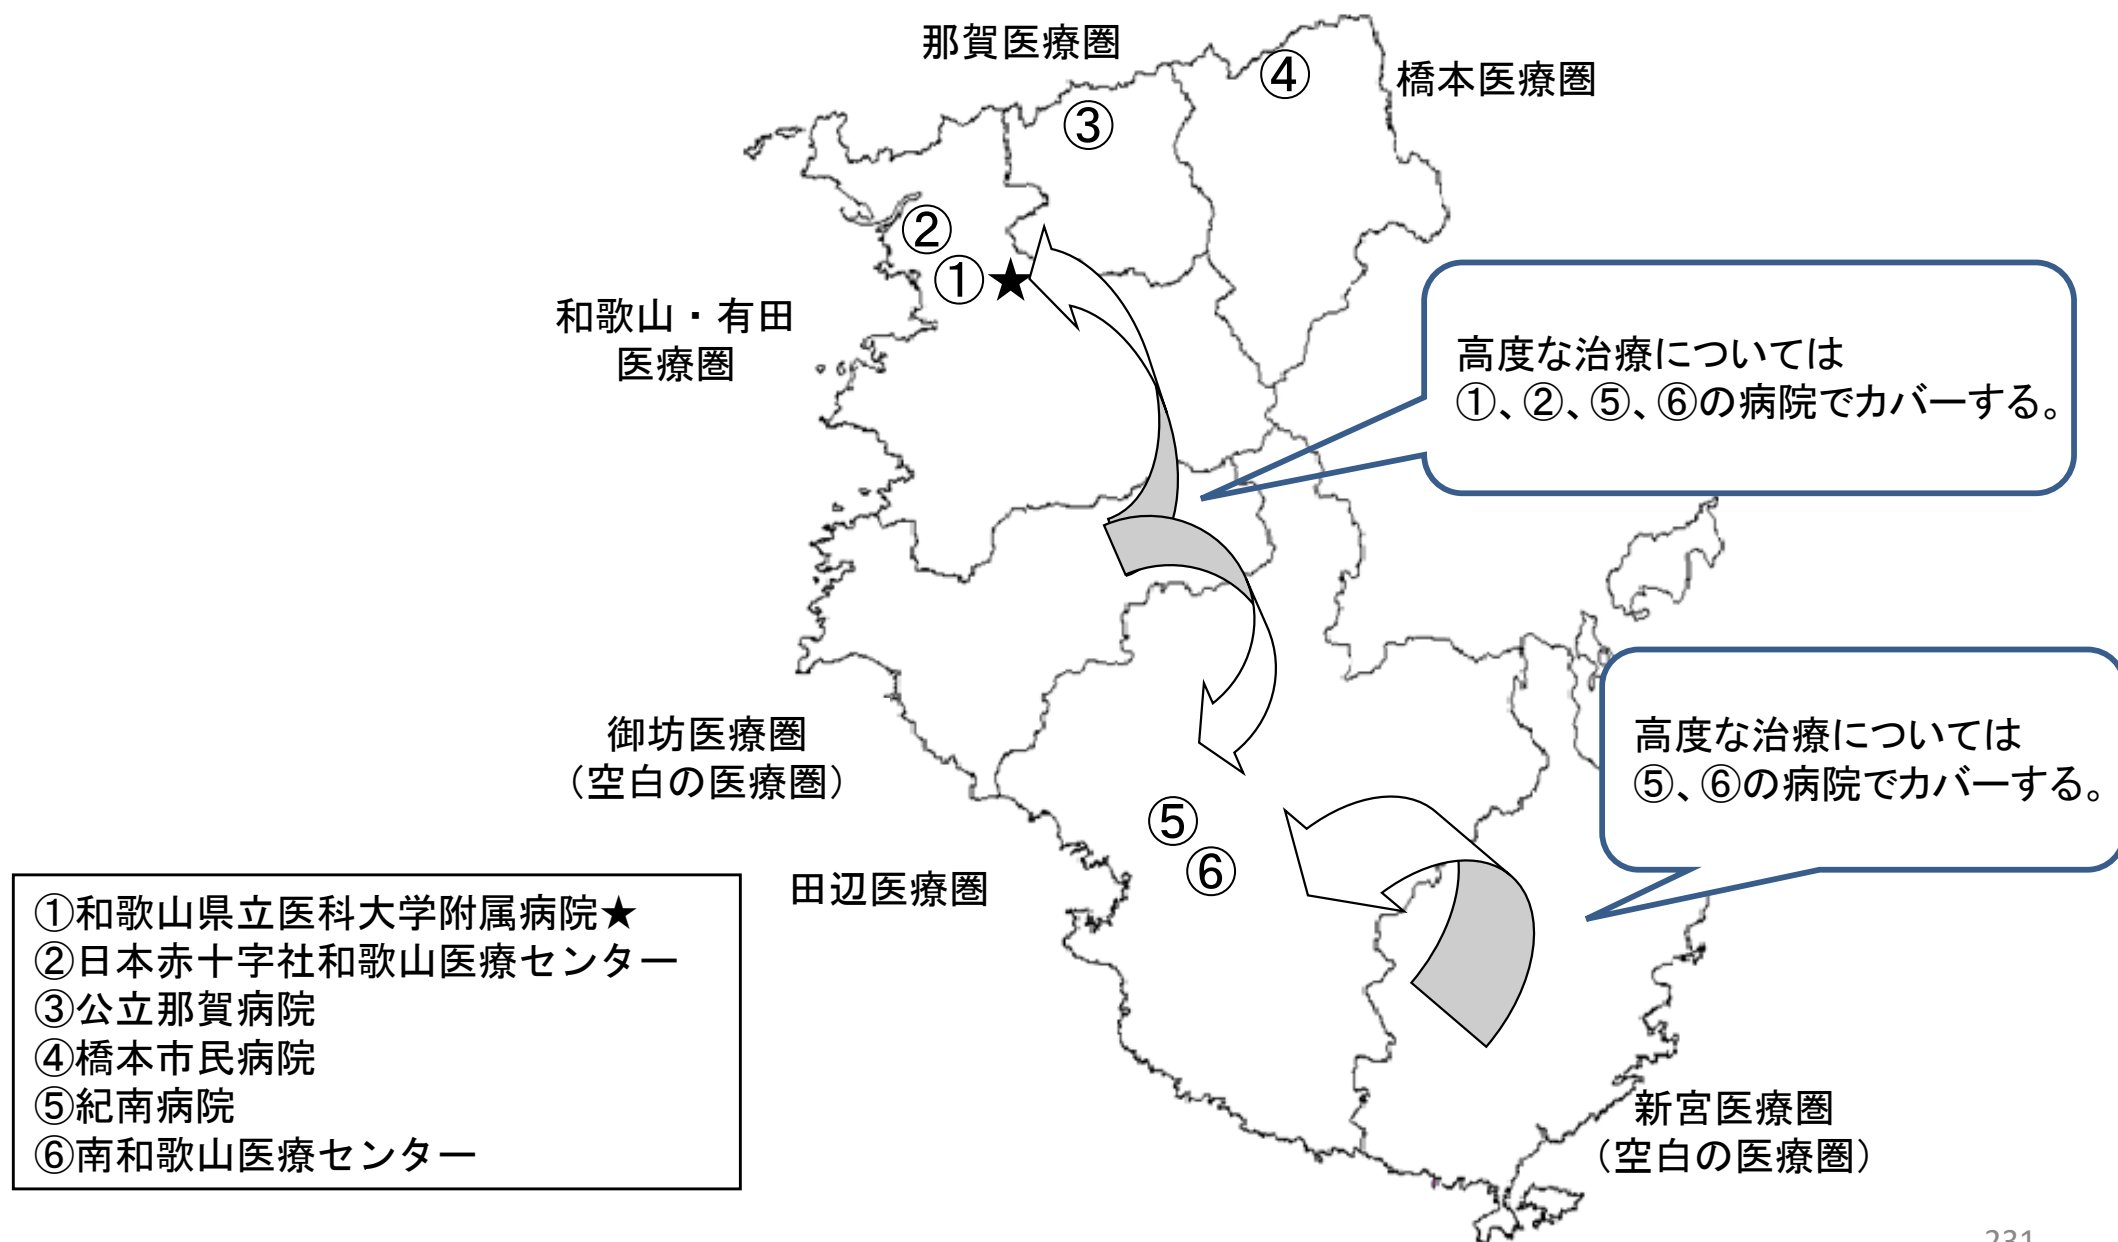 那賀医療圏
④
橋本医療圏
③
②
①★
和歌山・有田
医療圏
高度な治療については
①、②、⑤、⑥の病院でカバーする。
御坊医療圏
（空白の医療圏）
高度な治療については
⑤、⑥の病院でカバーする。
⑤
⑥
田辺医療圏
①和歌山県立医科大学附属病院★
②日本赤十字社和歌山医療センター
③公立那賀病院
④橋本市民病院
⑤紀南病院
⑥南和歌山医療センター
新宮医療圏
（空白の医療圏）
231